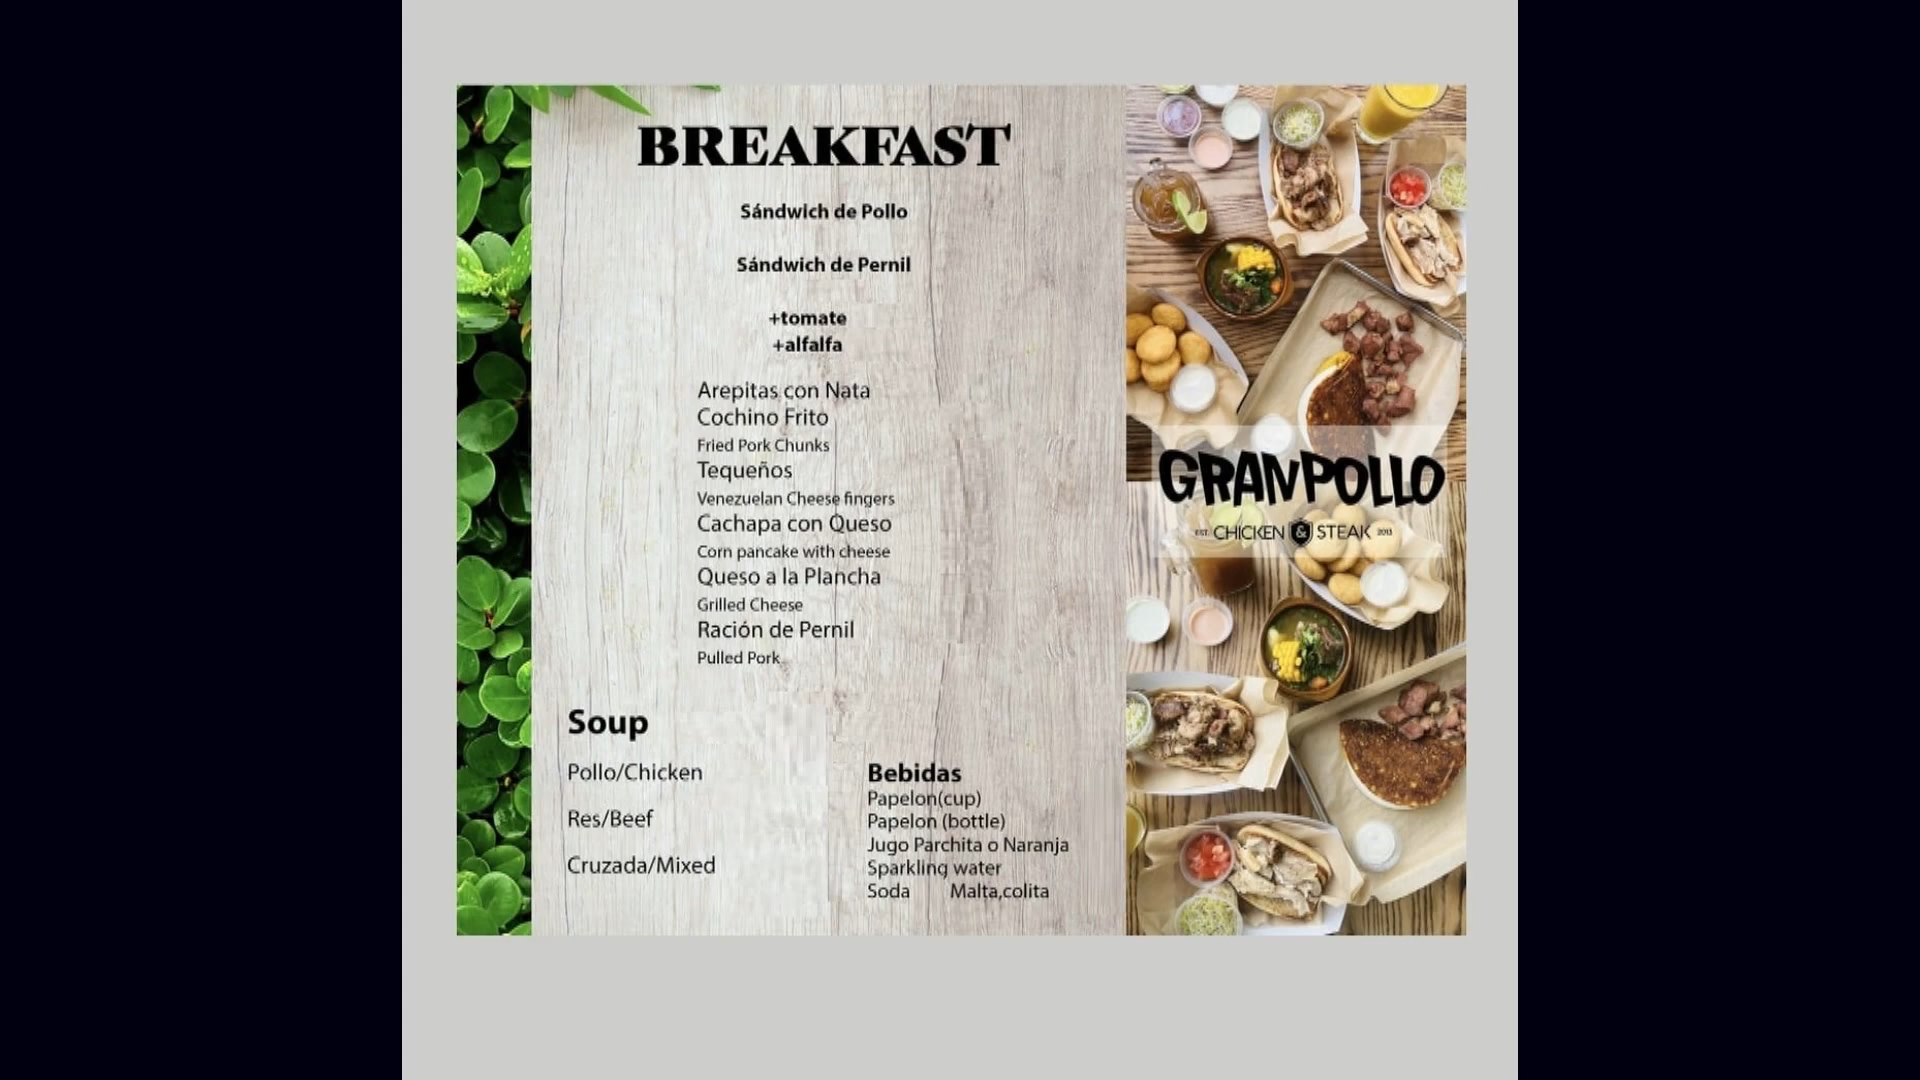 BREAKFAST
Sándwich de Pollo
Sándwich de Pernil
+tomate
+alfalfa
Arepitas con Nata
Cochino Frito
Fried Pork Chunks
Tequeños
Venezuelan Cheese fingers
Cachapa con Queso
Corn pancake with cheese
Queso a la Plancha
Grilled Cheese
Ración de Pernil
Pulled Pork
Soup
Pollo/Chicken
Res/Beef
Cruzada/Mixed
Bebidas
Papelon(cup)
Papelon (bottle)
Jugo Parchita o Naranja
Sparkling water
Soda Malta,colita
GRANPOLLO
EST. CHICKEN & STEAK 2013